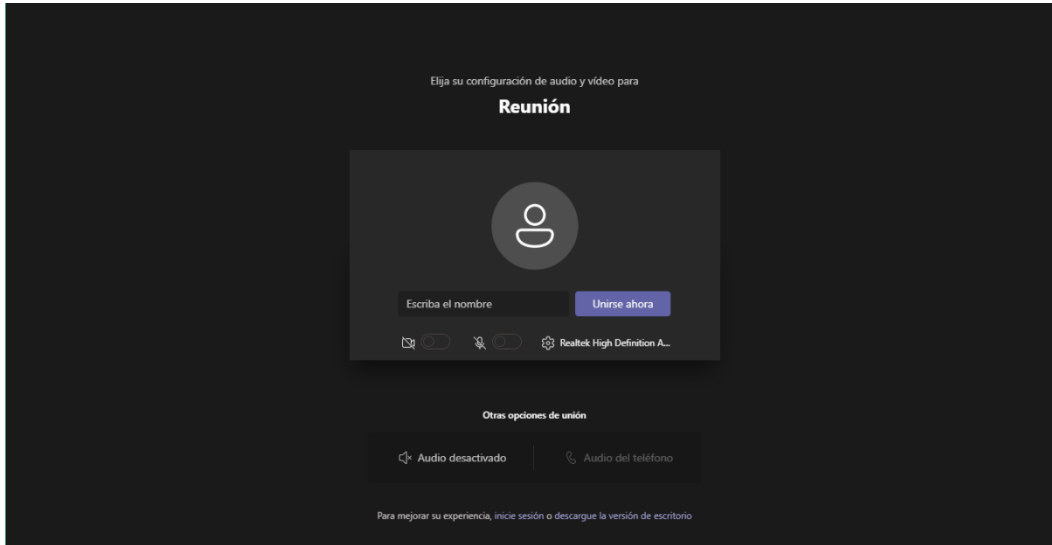 Elija su configuración de audio y vídeo para
Reunión
Escriba el nombre
Unirse ahora
Realtek High Definition A...
Otras opciones de unión
Audio desactivado
Audio del teléfono
Para mejorar su experiencia, inicie sesión o descargue la versión de escritorio